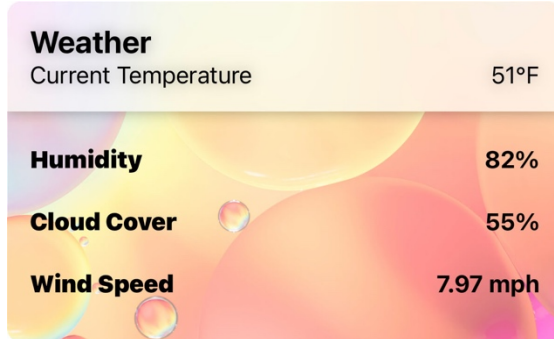 Weather
Current Temperature 51°F
Humidity 82%
Cloud Cover 55%
Wind Speed 7.97 mph